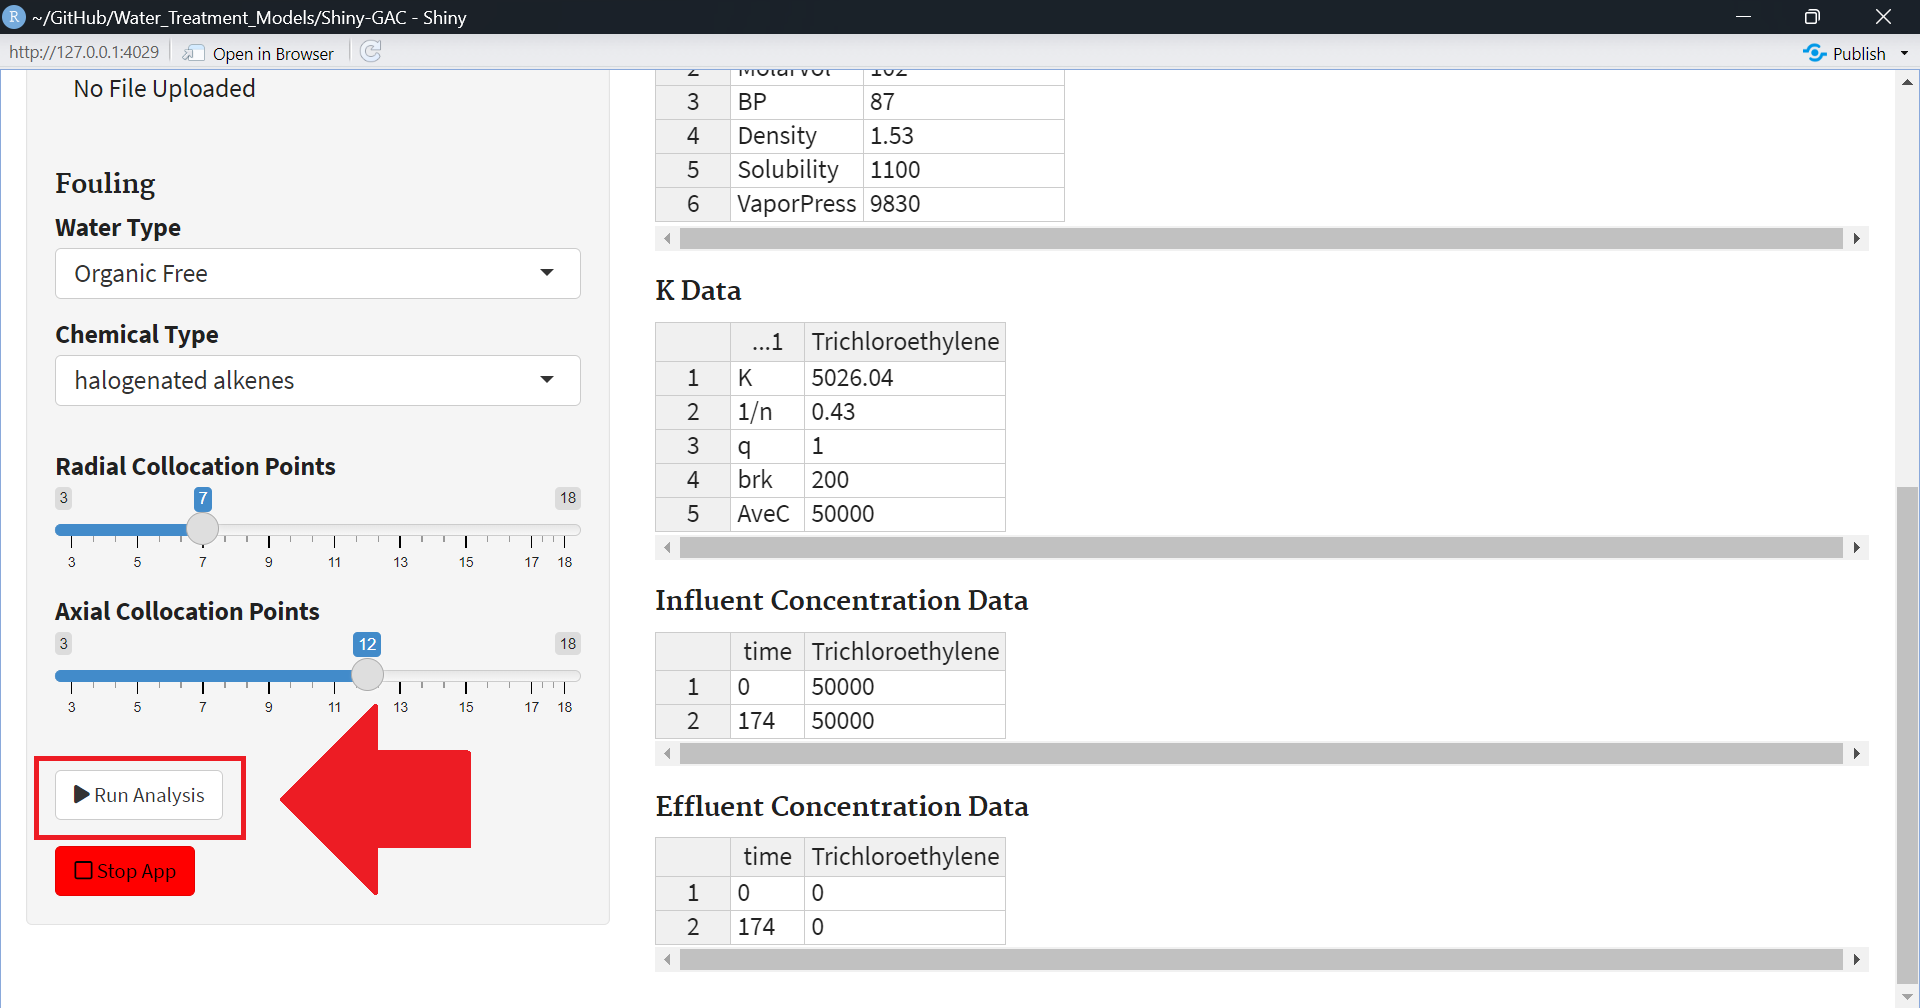 R ~/GitHub/Water_Treatment_Models/Shiny-GAC - Shiny
http://127.0.0.1:4029 Open in Browser Publish
No File Uploaded
Fouling
Water Type
Organic Free
Chemical Type
halogenated alkenes
Radial Collocation Points
3 7 18
3 5 7 9 11 13 15 17 18
Axial Collocation Points
3 12 18
3 5 7 9 11 13 15 17 18
Run Analysis
Stop App
2 MolarVol 102
3 BP 87
4 Density 1.53
5 Solubility 1100
6 VaporPress 9830
K Data
...1 Trichloroethylene
1 K 5026.04
2 1/n 0.43
3 q 1
4 brk 200
5 AveC 50000
Influent Concentration Data
time Trichloroethylene
1 0 50000
2 174 50000
Effluent Concentration Data
time Trichloroethylene
1 0 0
2 174 0